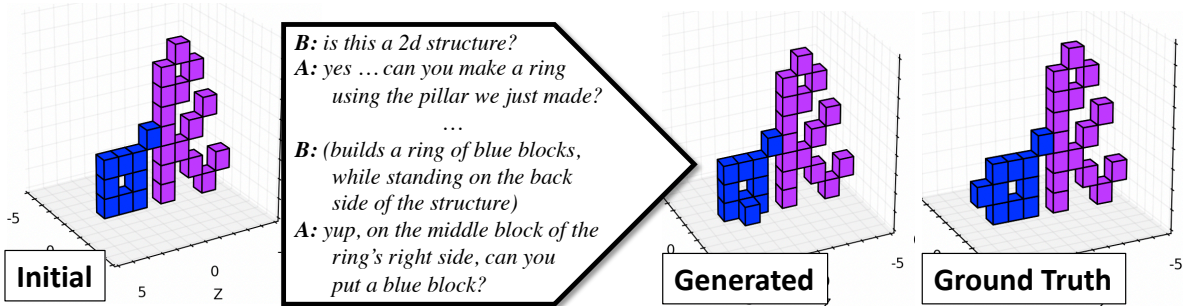 -5
0
Initial
5
0
Z
B: is this a 2d structure?
A: yes … can you make a ring
using the pillar we just made?
…
B: (builds a ring of blue blocks,
while standing on the back
side of the structure)
A: yup, on the middle block of the
ring's right side, can you
put a blue block?
0
-5
Generated
0
-5
Ground Truth